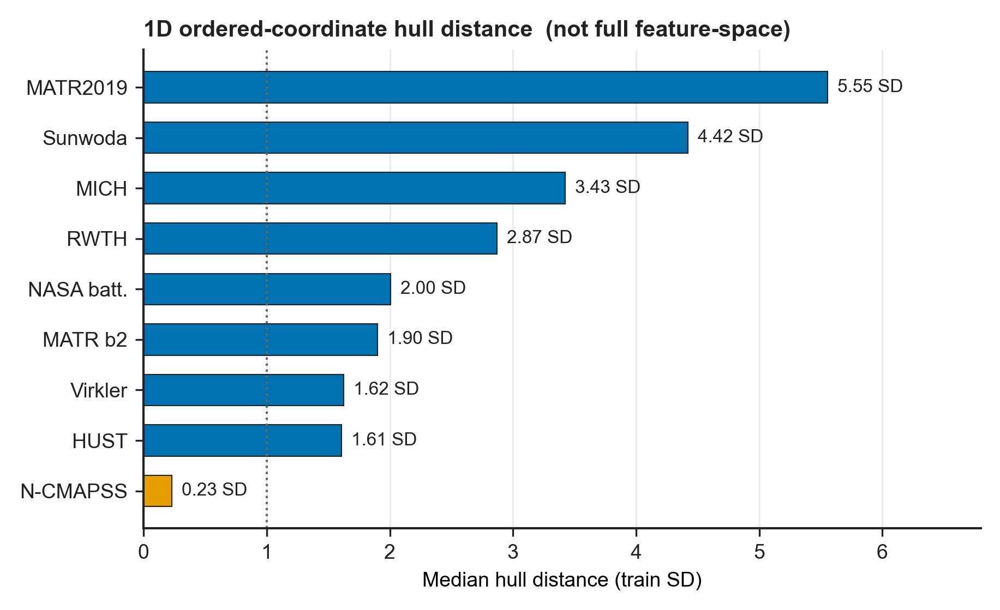 1D ordered-coordinate hull distance (not full feature-space)
MATR2019 5.55 SD
Sunwoda 4.42 SD
MICH 3.43 SD
RWTH 2.87 SD
NASA batt. 2.00 SD
MATR b2 1.90 SD
Virkler 1.62 SD
HUST 1.61 SD
N-CMAPSS 0.23 SD
0 1 2 3 4 5 6
Median hull distance (train SD)